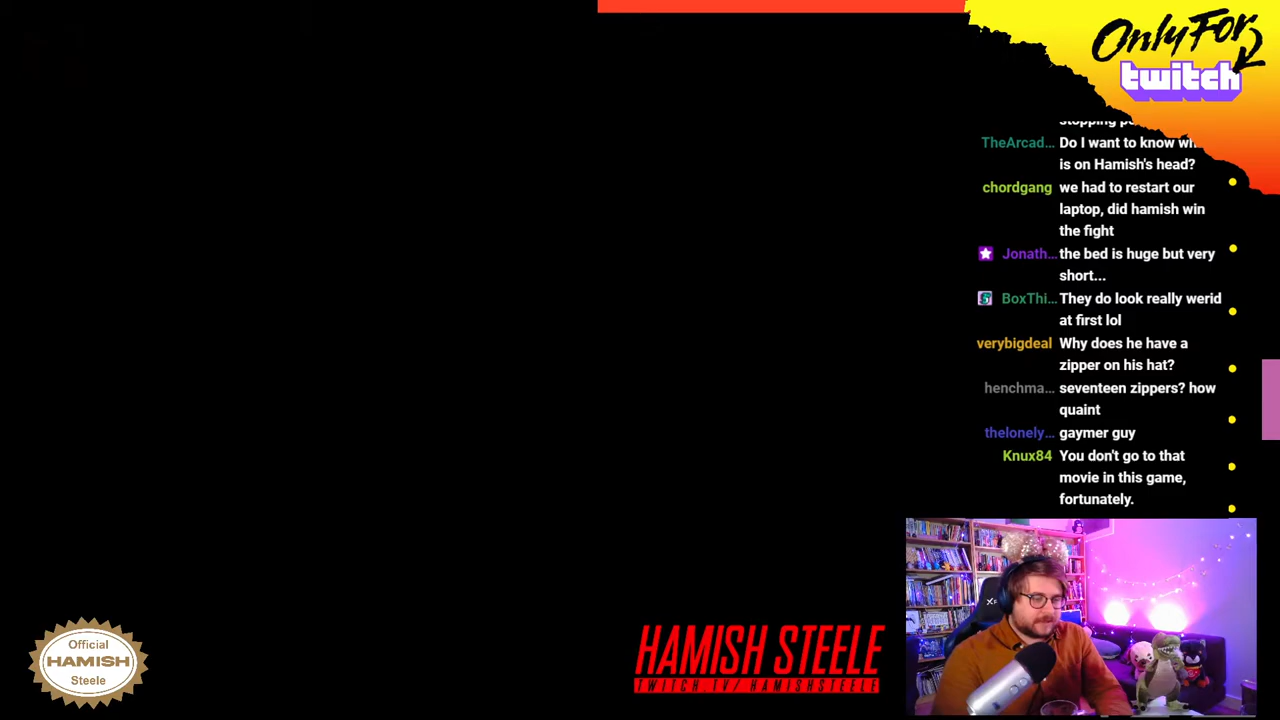 OnlyFor
twitch
stopping
TheArcad… Do I want to know
is on Hamish's head?
chordgang we had to restart our
laptop, did hamish win
the fight
Jonath… the bed is huge but very
short...
BoxThi… They do look really werid
at first lol
verybigdeal Why does he have a
zipper on his hat?
henchma… seventeen zippers? how
quaint
thelonely… gaymer guy
Knux84 You don't go to that
movie in this game,
fortunately.
Official
HAMISH
Steele
HAMISH STEELE
TWITCH.TV/HAMISHSTEELE